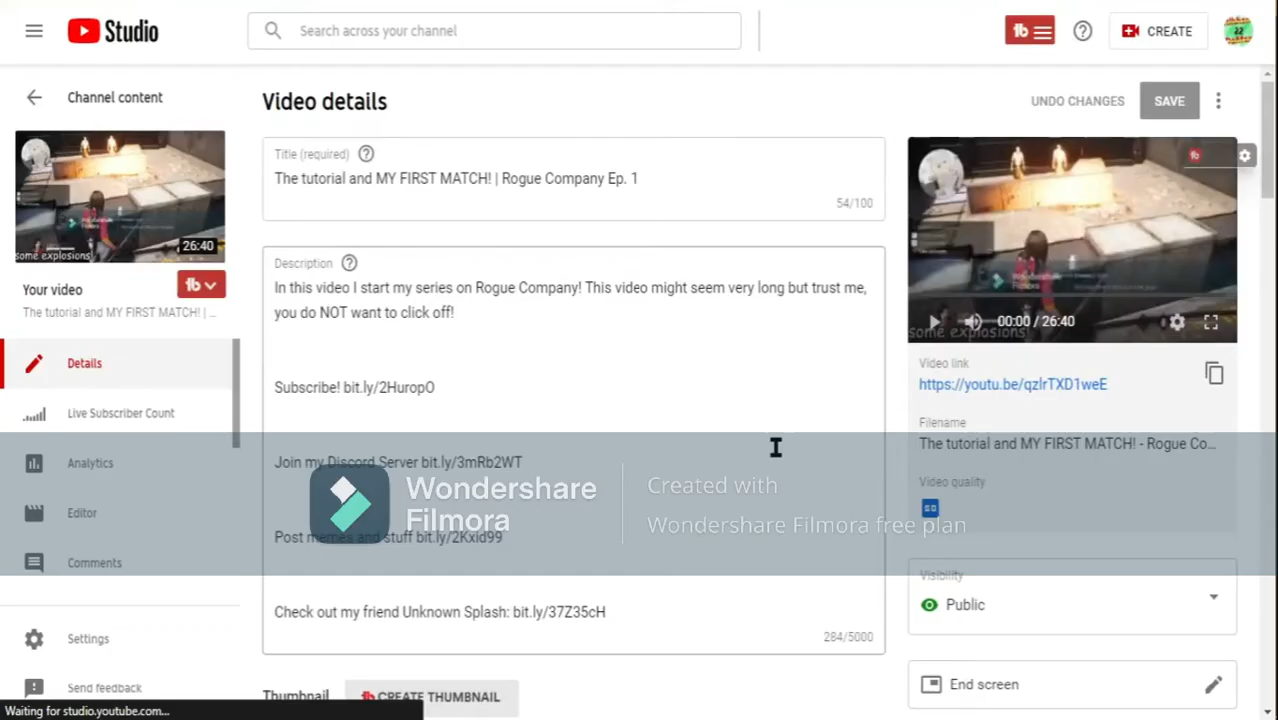 Studio
Search across your channel
CREATE
Channel content
Video details
UNDO CHANGES
SAVE
Title (required)
The tutorial and MY FIRST MATCH! | Rogue Company Ep. 1
54/100
26:40
some explosions
Your video
The tutorial and MY FIRST MATCH! | ...
Description
In this video I start my series on Rogue Company! This video might seem very long but trust me,
you do NOT want to click off!
Subscribe! bit.ly/2HuropO
Join my Discord Server bit.ly/3mRb2WT
Post memes and stuff bit.ly/2Kxid99
Check out my friend Unknown Splash: bit.ly/37Z35cH
284/5000
00:00 / 26:40
some explosions
Video link
https://youtu.be/qzlrTXD1weE
Filename
The tutorial and MY FIRST MATCH! - Rogue Co...
Video quality
SD
Details
Live Subscriber Count
Analytics
Editor
Comments
Settings
Send feedback
Wondershare
Filmora
Created with
Wondershare Filmora free plan
Visibility
Public
End screen
Thumbnail
CREATE THUMBNAIL
Waiting for studio.youtube.com...